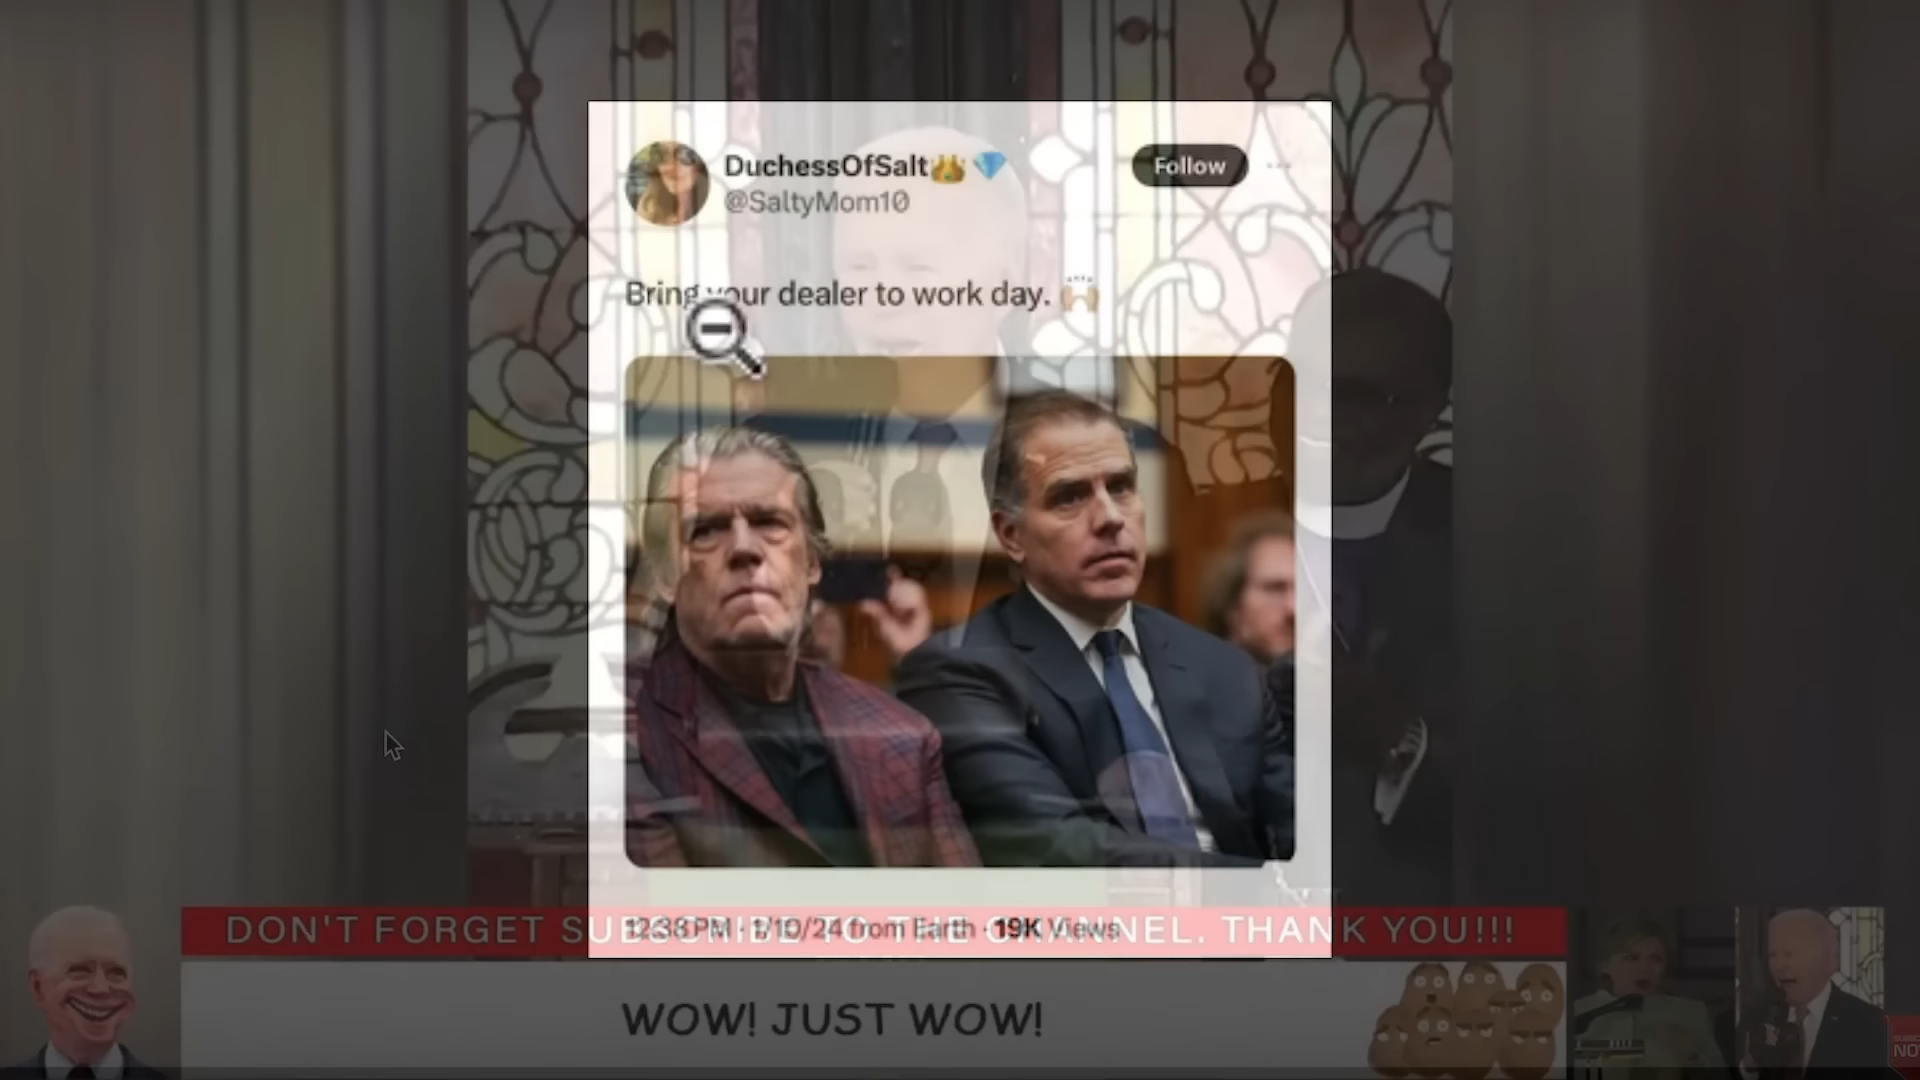 DuchessOfSalt👑💎
@SaltyMom10
Follow
Bring your dealer to work day. 🙌🏼
12:38 PM · 1/10/24 from Earth · 19K Views
DON'T FORGET SUBSCRIBE TO THE CHANNEL. THANK YOU!!!
WOW! JUST WOW!